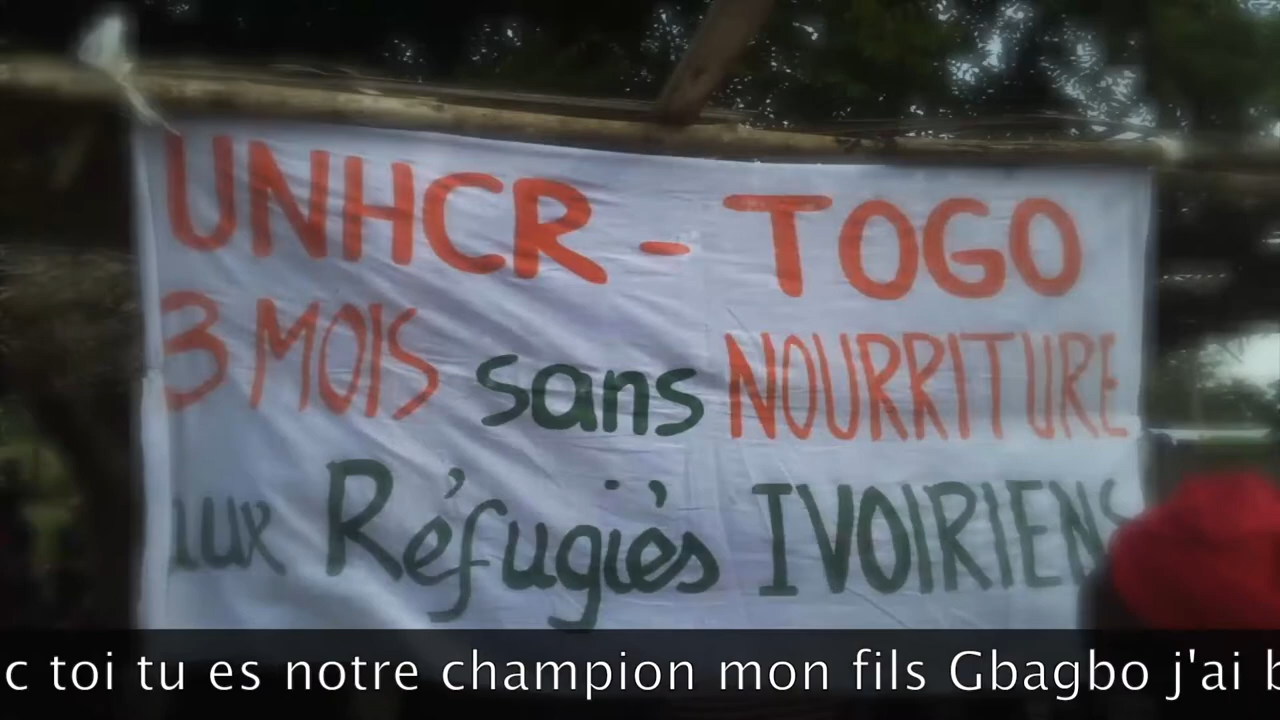 UNHCR - TOGO
3 MOIS sans NOURRITURE
aux Réfugiés IVOIRIENS
c toi tu es notre champion mon fils Gbagbo j'ai b